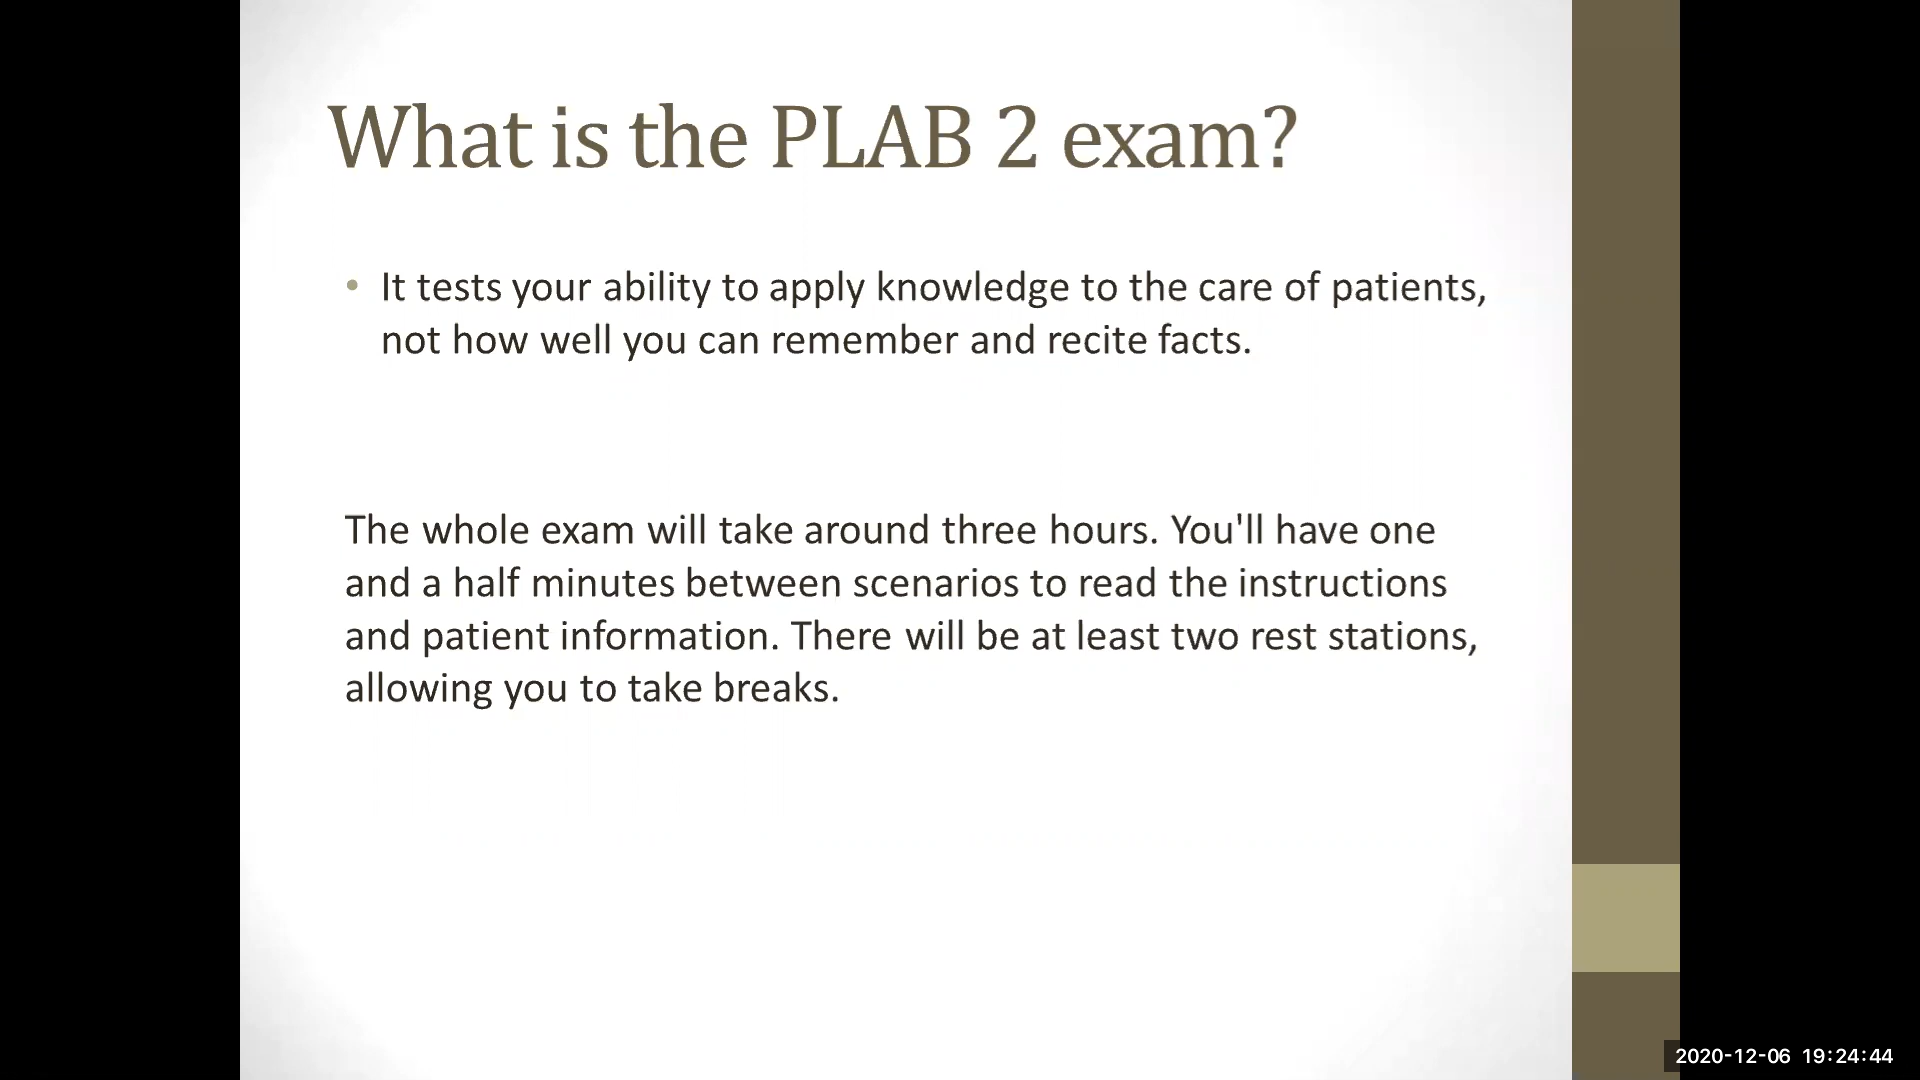 What is the PLAB 2 exam?
• It tests your ability to apply knowledge to the care of patients,
not how well you can remember and recite facts.
The whole exam will take around three hours. You'll have one
and a half minutes between scenarios to read the instructions
and patient information. There will be at least two rest stations,
allowing you to take breaks.
2020-12-06 19:24:44